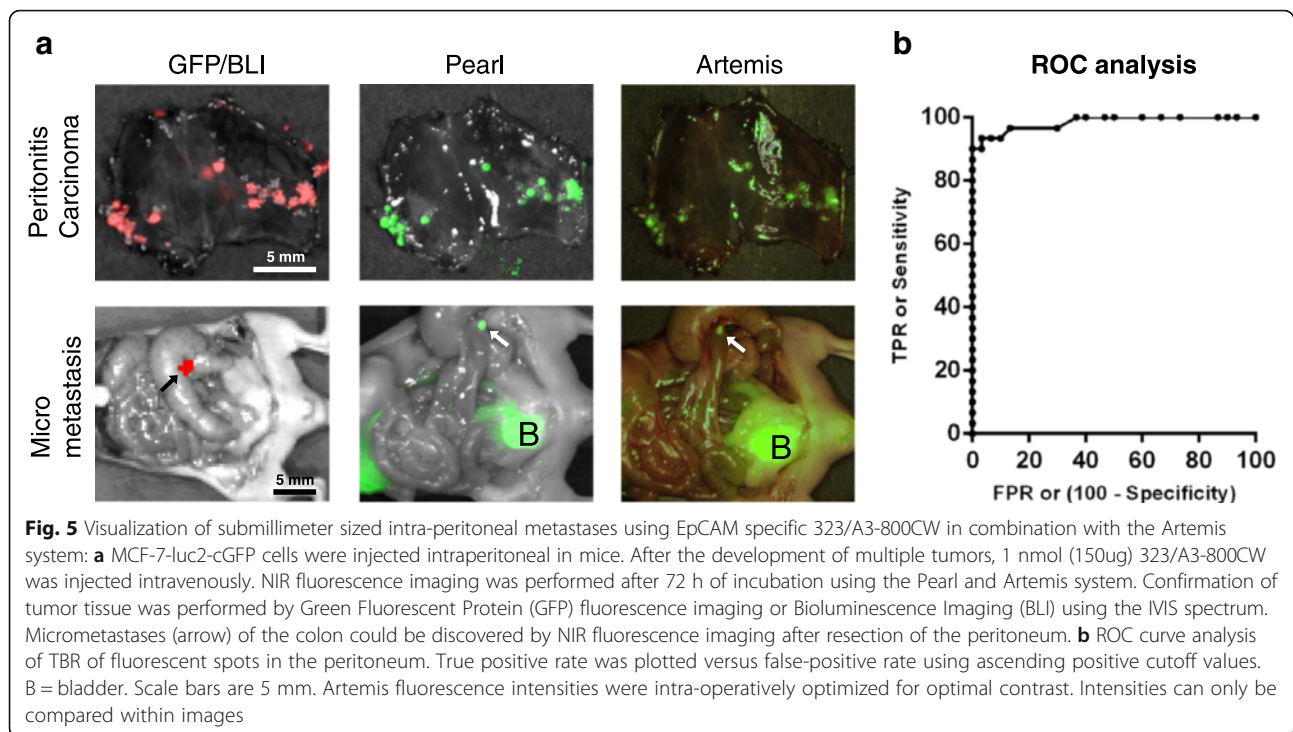 a
GFP/BLI
Pearl
Artemis
Peritonitis
Carcinoma
5 mm
Micro
metastasis
5 mm
B
B
b
ROC analysis
TPR or Sensitivity
100
80
60
40
20
0
0 20 40 60 80 100
FPR or (100 - Specificity)
Fig. 5 Visualization of submillimeter sized intra-peritoneal metastases using EpCAM specific 323/A3-800CW in combination with the Artemis
system: a MCF-7-luc2-cGFP cells were injected intraperitoneal in mice. After the development of multiple tumors, 1 nmol (150ug) 323/A3-800CW
was injected intravenously. NIR fluorescence imaging was performed after 72 h of incubation using the Pearl and Artemis system. Confirmation of
tumor tissue was performed by Green Fluorescent Protein (GFP) fluorescence imaging or Bioluminescence Imaging (BLI) using the IVIS spectrum.
Micrometastases (arrow) of the colon could be discovered by NIR fluorescence imaging after resection of the peritoneum. b ROC curve analysis
of TBR of fluorescent spots in the peritoneum. True positive rate was plotted versus false-positive rate using ascending positive cutoff values.
B = bladder. Scale bars are 5 mm. Artemis fluorescence intensities were intra-operatively optimized for optimal contrast. Intensities can only be
compared within images